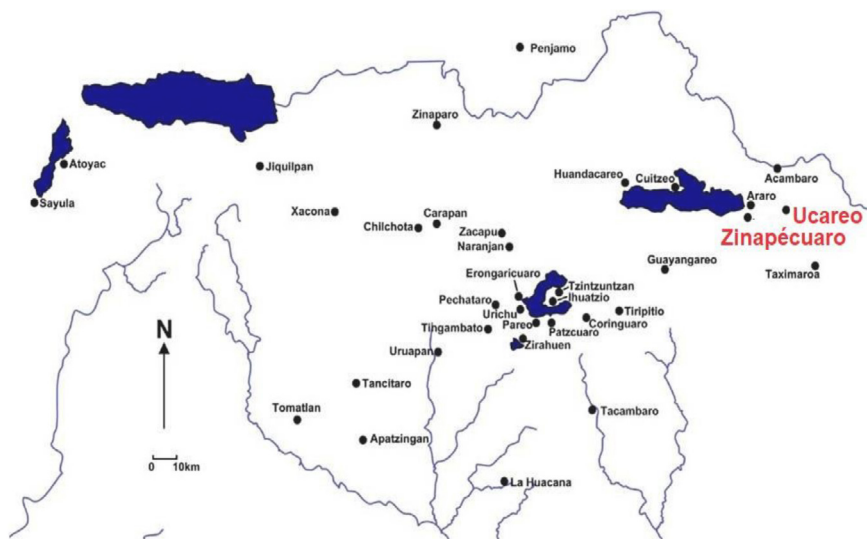 Penjamo
Zinaparo
Atoyac
Sayula
Jiquilpan
Huandacareo
Cuitzeo
Acambaro
Araro
Ucareo
Zinapécuaro
Xacona
Carapan
Chilchota
Zacapu
Naranjan
Guayangareo
Taximaroa
Erongaricuaro
Tzintzuntzan
Ihuatzio
Pechataro
Urichu
Tiripitio
Tingambato
Pareo
Patzcuaro
Coringuaro
Uruapan
Zirahuen
N
Tancitaro
Tomatlan
Tacambaro
Apatzingan
0 10km
La Huacana